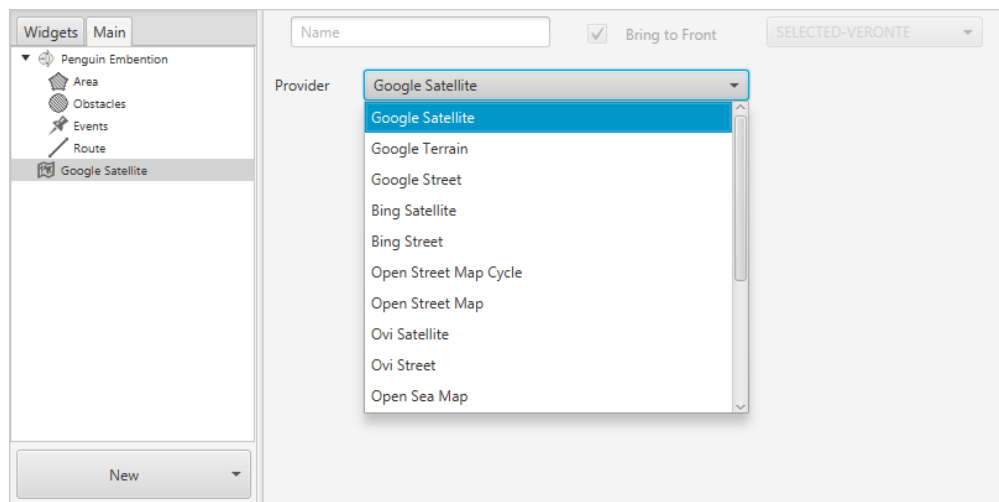 Widgets Main
Penguin Embention
Area
Obstacles
Events
Route
Google Satellite
New
Name
Bring to Front
SELECTED-VERONTE
Provider
Google Satellite
Google Satellite
Google Terrain
Google Street
Bing Satellite
Bing Street
Open Street Map Cycle
Open Street Map
Ovi Satellite
Ovi Street
Open Sea Map